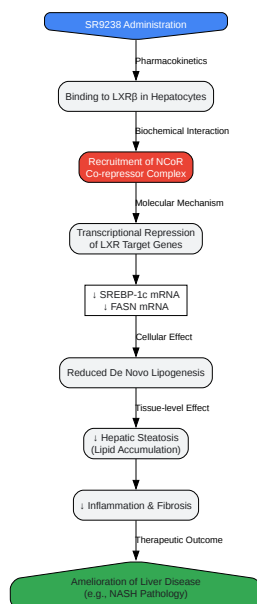 SR9238 Administration
Pharmacokinetics
Binding to LXRβ in Hepatocytes
Biochemical Interaction
Recruitment of NCoR
Co-repressor Complex
Molecular Mechanism
Transcriptional Repression
of LXR Target Genes
↓ SREBP-1c mRNA
↓ FASN mRNA
Cellular Effect
Reduced De Novo Lipogenesis
Tissue-level Effect
↓ Hepatic Steatosis
(Lipid Accumulation)
↓ Inflammation & Fibrosis
Therapeutic Outcome
Amelioration of Liver Disease
(e.g., NASH Pathology)